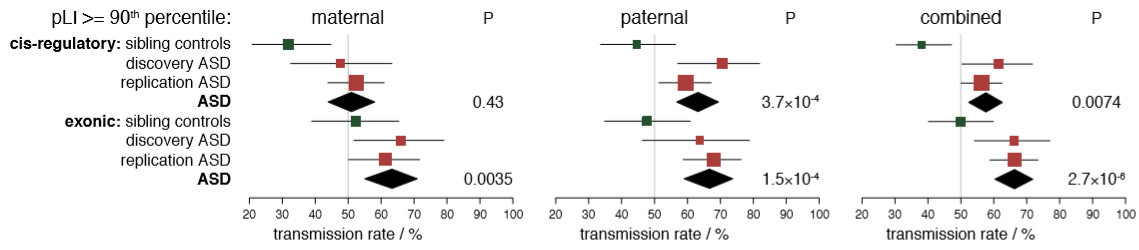 pLI >= 90th percentile: maternal P paternal P combined P
cis-regulatory: sibling controls
discovery ASD
replication ASD
ASD 0.43 3.7×10-4 0.0074
exonic: sibling controls
discovery ASD
replication ASD
ASD 0.0035 1.5×10-4 2.7×10-6
20 30 40 50 60 70 80 90 100 20 30 40 50 60 70 80 90 100 20 30 40 50 60 70 80 90 100
transmission rate / % transmission rate / % transmission rate / %